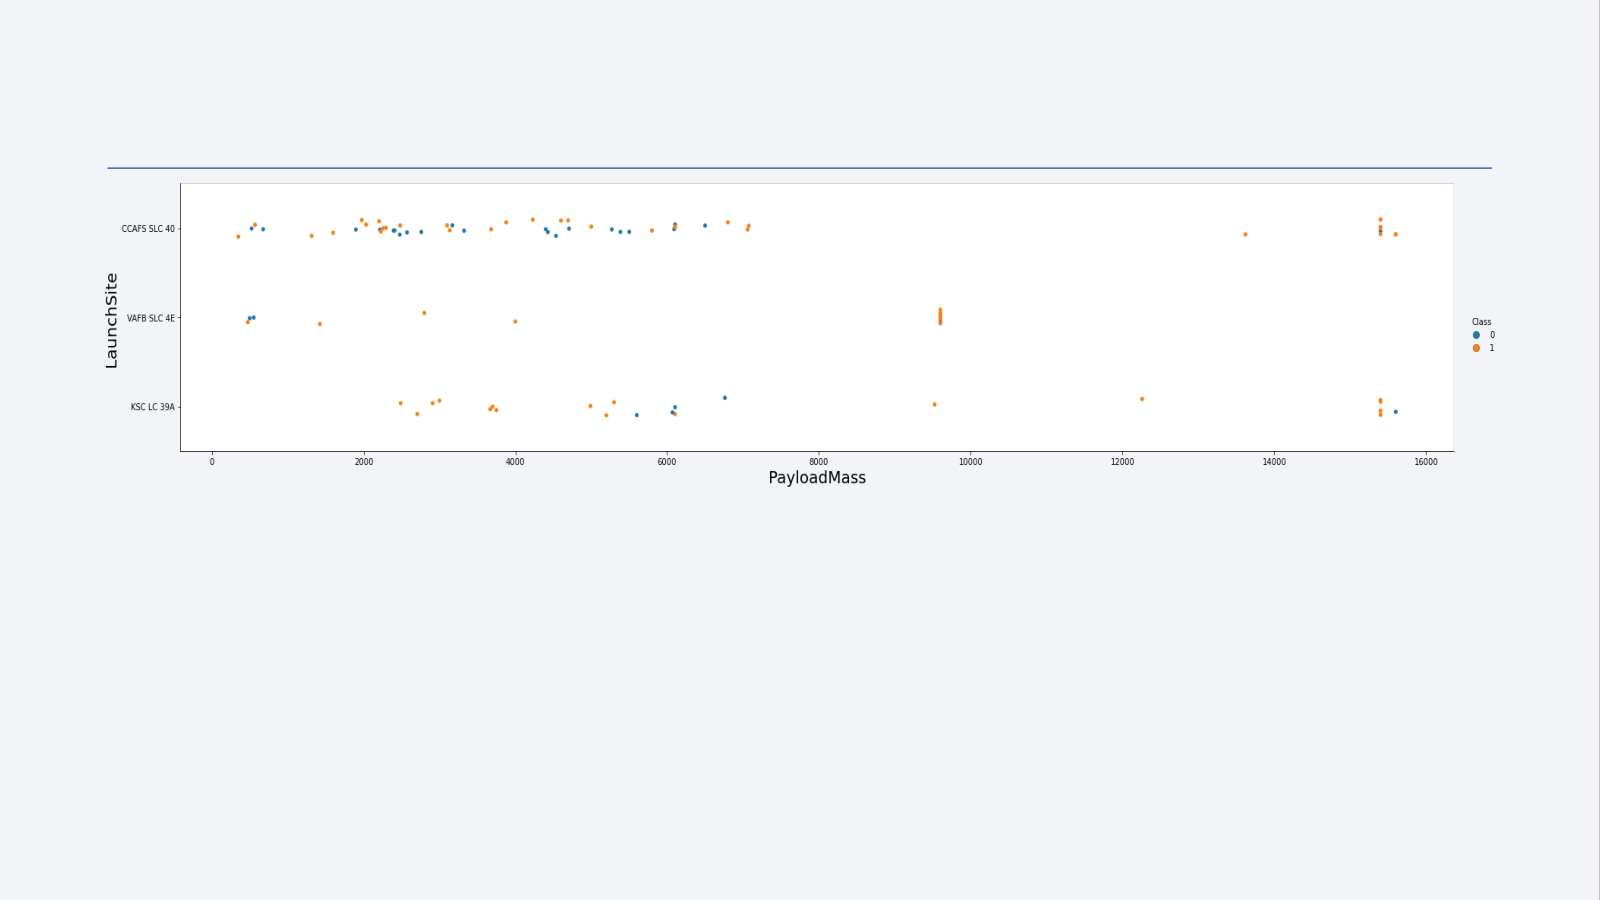 CCAFS SLC 40
VAFB SLC 4E
KSC LC 39A
LaunchSite
0 2000 4000 6000 8000 10000 12000 14000 16000
PayloadMass
Class
0
1